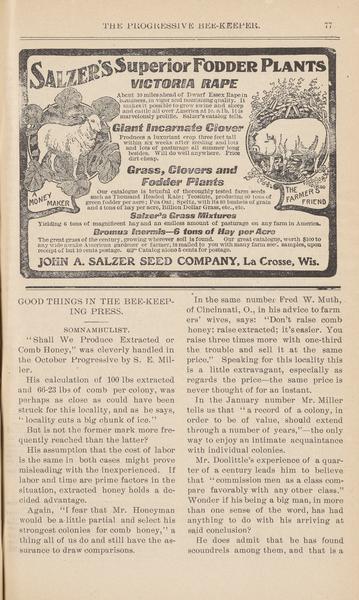 THE PROGRESSIVE BEE-KEEPER. 77
SALZER'S Superior FODDER PLANTS
VICTORIA RAPE
About 10 miles ahead of Dwarf Essex Rape in
luxuriance, in vigor and nourishing quality. It
makes it possible to grow swine and sheep
and cattle all over America at 1c. a lb. It is
marvelously prolific. Salzer's catalog tells.
Giant Incarnate Clover
Produces a luxuriant crop three feet tall
within six weeks after seeding and lots
and lots of pasturage all summer long
besides. Will do well anywhere. Price
dirt cheap.
Grass, Clovers and
Fodder Plants
Our catalogue is brimful of thoroughly tested farm seeds
such as Thousand Headed Kale; Teosinte, producing 80 tons of
green fodder per acre; Pea Oat; Speltz, with its 80 bushels of grain
and 4 tons of hay per acre, Billion Dollar Grass, etc., etc.
Salzer's Grass Mixtures
Yielding 6 tons of magnificent hay and an endless amount of pasturage on any farm in America.
Bromus Inermis—6 tons of Hay per Acre
The great grass of the century, growing wherever soil is found. Our great catalogue, worth $100 to
any wide awake American gardener or farmer, is mailed to you with many farm seed samples, upon
receipt of but 10 cents postage. Catalog alone 5 cents for postage.
JOHN A. SALZER SEED COMPANY, La Crosse, Wis.
A
MONEY
MAKER
THE
FARMER'S
FRIEND
GOOD THINGS IN THE BEE-KEEP-
ING PRESS.
SOMNAMBULIST.
"Shall We Produce Extracted or
Comb Honey," was cleverly handled in
the October Progressive by S. E. Mil-
ler.
His calculation of 100 lbs extracted
and 66-23 lbs of comb per colony, was
perhaps as close as could have been
struck for this locality, and as he says,
"locality cuts a big chunk of ice."
But is not the former mark more fre-
quently reached than the latter?
His assumption that the cost of labor
is the same in both cases might prove
misleading with the inexperienced. If
labor and time are prime factors in the
situation, extracted honey holds a de-
cided advantage.
Again, "I fear that Mr. Honeyman
would be a little partial and select his
strongest colonies for comb honey," a
thing all of us do and still have the as-
surance to draw comparisons.
In the same number Fred W. Muth,
of Cincinnati, O., in his advice to farm
ers' wives, says: "Don't raise comb
honey; raise extracted; it's easier. You
raise three times more with one-third
the trouble and sell it at the same
price." Speaking for this locality this
is a little extravagant, especially as
regards the price—the same price is
never thought of for an instant.
In the January number Mr. Miller
tells us that "a record of a colony, in
order to be of value, should extend
through a number of years,"—the only
way to enjoy an intimate acquaintance
with individual colonies.
Mr. Doolittle's experience of a quar-
ter of a century leads him to believe
that "commission men as a class com-
pare favorably with any other class."
Wonder if his being a big man, in more
than one sense of the word, has had
anything to do with his arriving at
said conclusion?
He does admit that he has found
scoundrels among them, and that is a